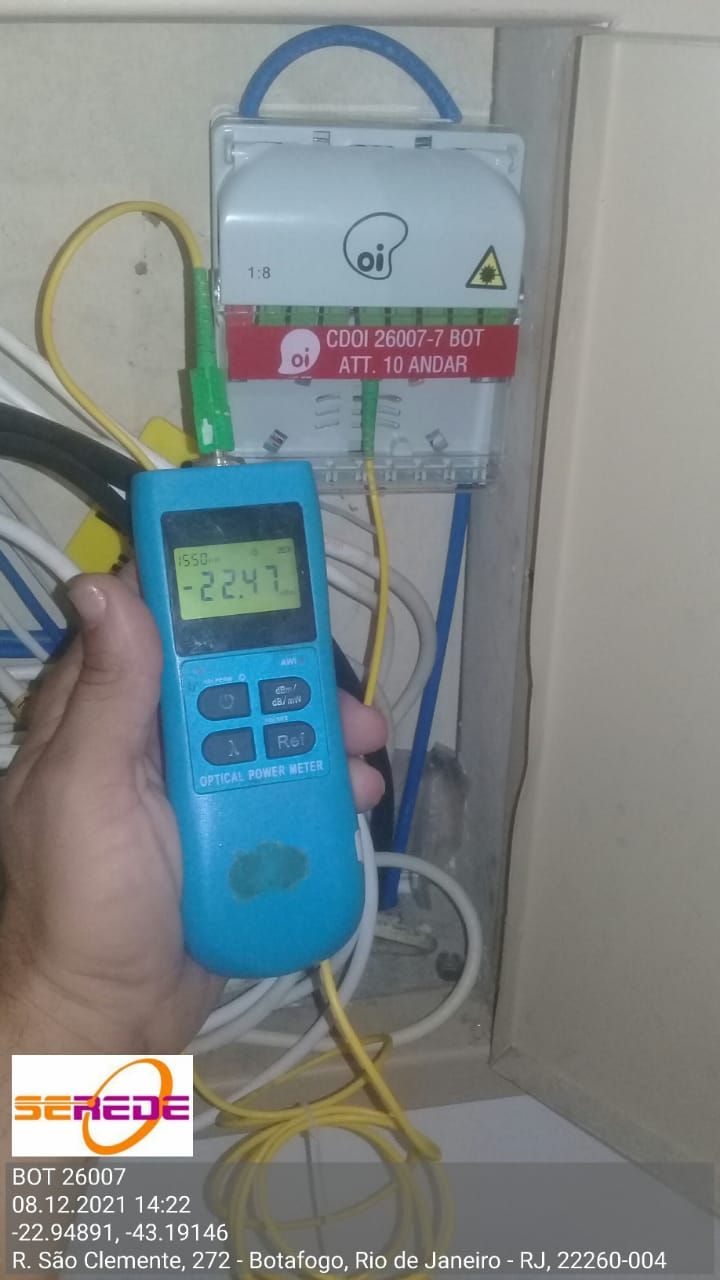 oi
1:8
oi
CDOI 26007-7 BOT
ATT. 10 ANDAR
1550
-22.47
dBm/
dB/mW
λ
Ref
OPTICAL POWER METER
SEREDE
BOT 26007
08.12.2021 14:22
-22.94891, -43.19146
R. São Clemente, 272 - Botafogo, Rio de Janeiro - RJ, 22260-004